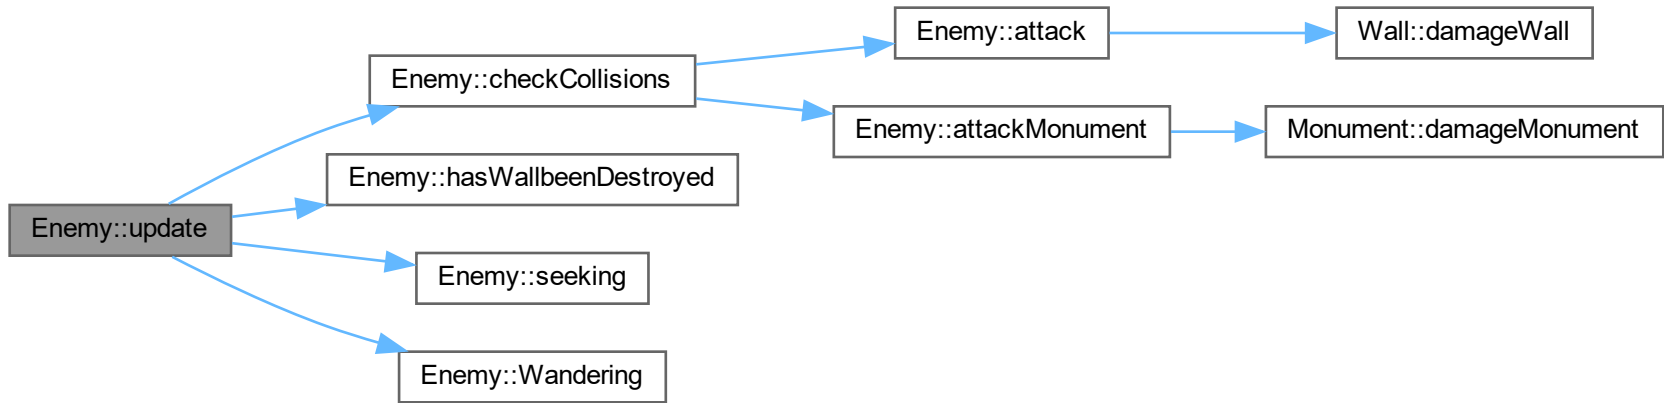 Enemy::update
Enemy::checkCollisions
Enemy::attack
Wall::damageWall
Enemy::attackMonument
Monument::damageMonument
Enemy::hasWallbeenDestroyed
Enemy::seeking
Enemy::Wandering